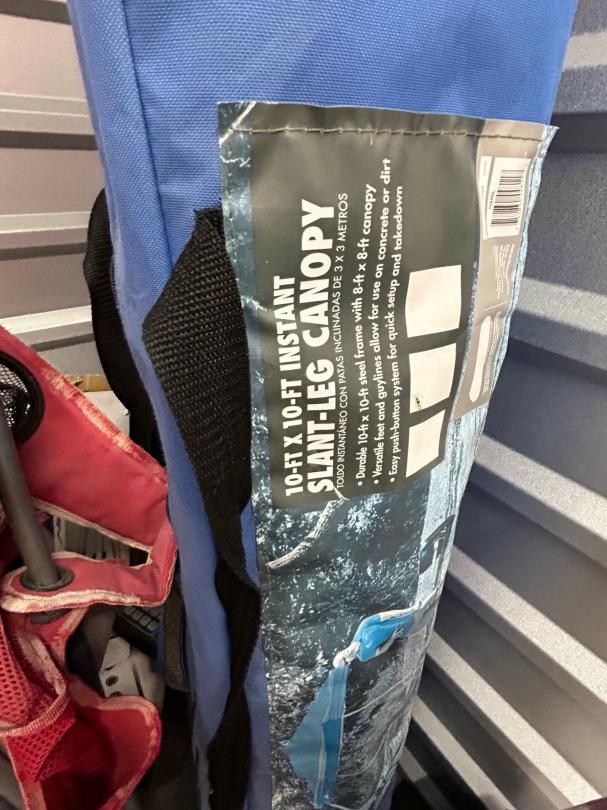 10-FT X 10-FT INSTANT
SLANT-LEG CANOPY
TOLDO INSTANTÁNEO CON PATAS INCLINADAS DE 3 X 3 METROS
• Durable 10-ft x 10-ft steel frame with 8-ft x 8-ft canopy
• Versatile feet and guylines allow for use on concrete or dirt
• Easy push-button system for quick setup and takedown